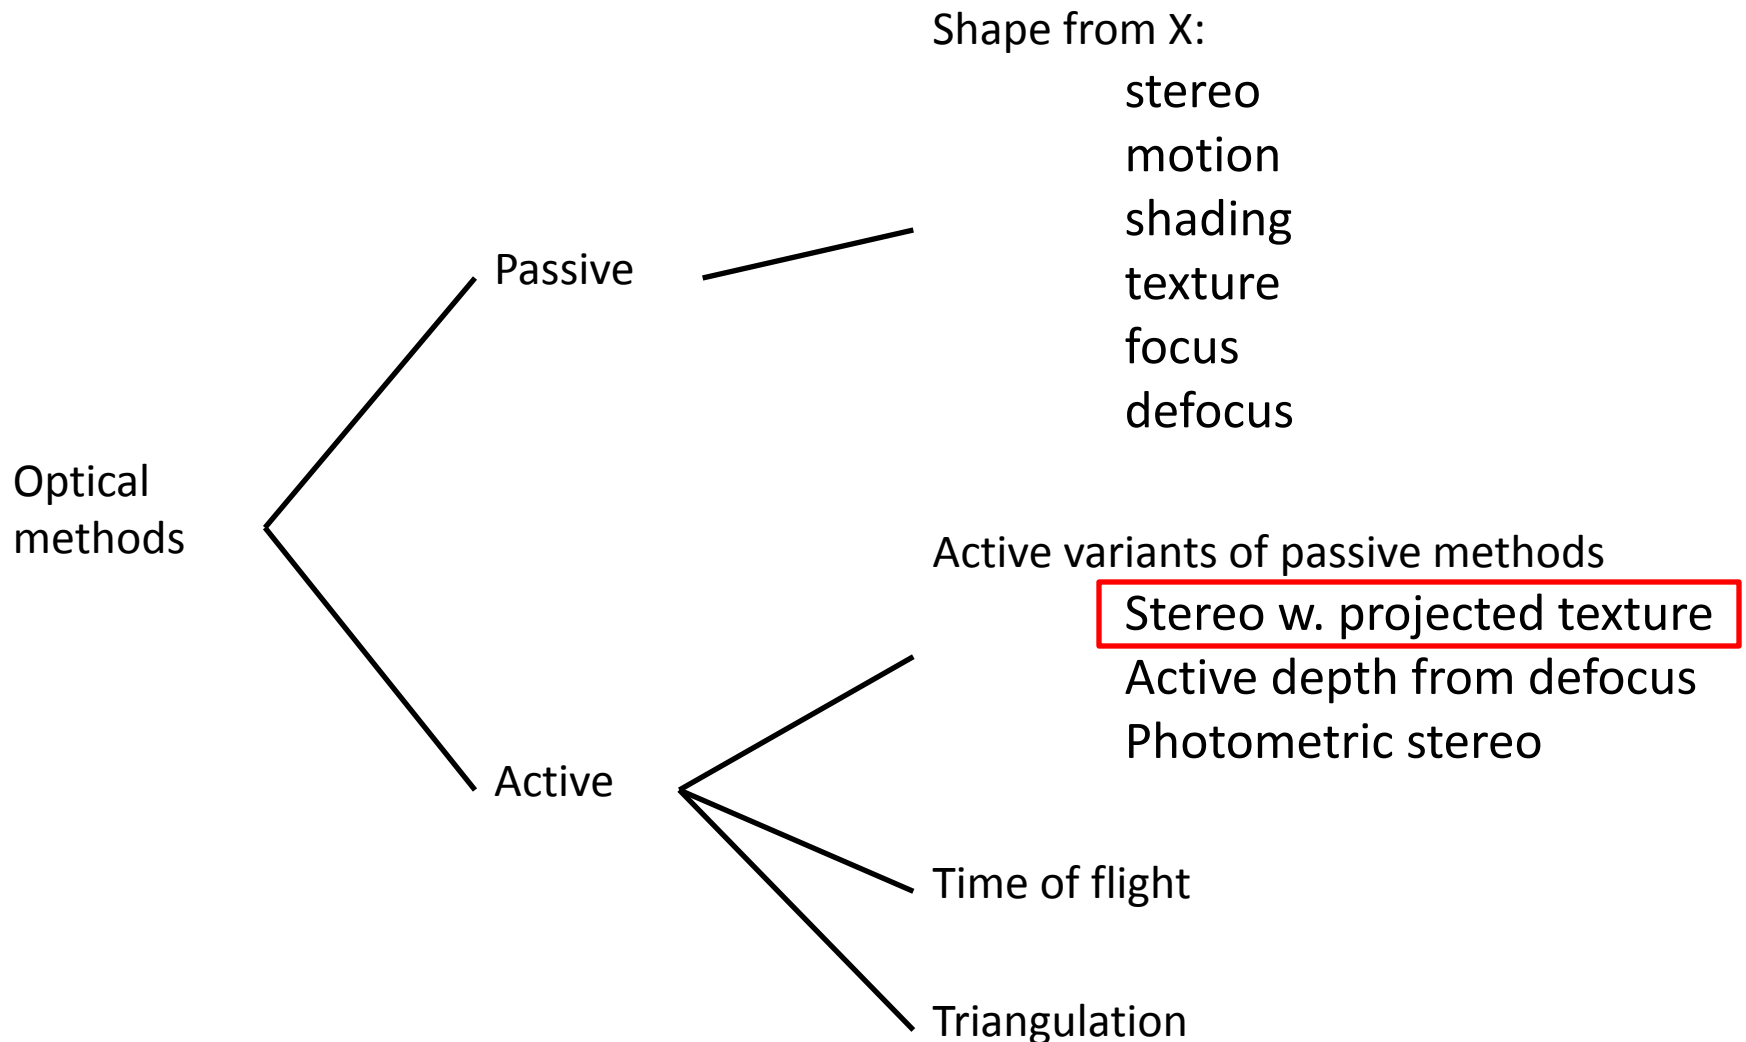 Shape from X:
stereo
motion
shading
texture
focus
defocus
Passive
Optical
methods
Active variants of passive methods
Stereo w. projected texture
Active depth from defocus
Photometric stereo
Active
Time of flight
Triangulation